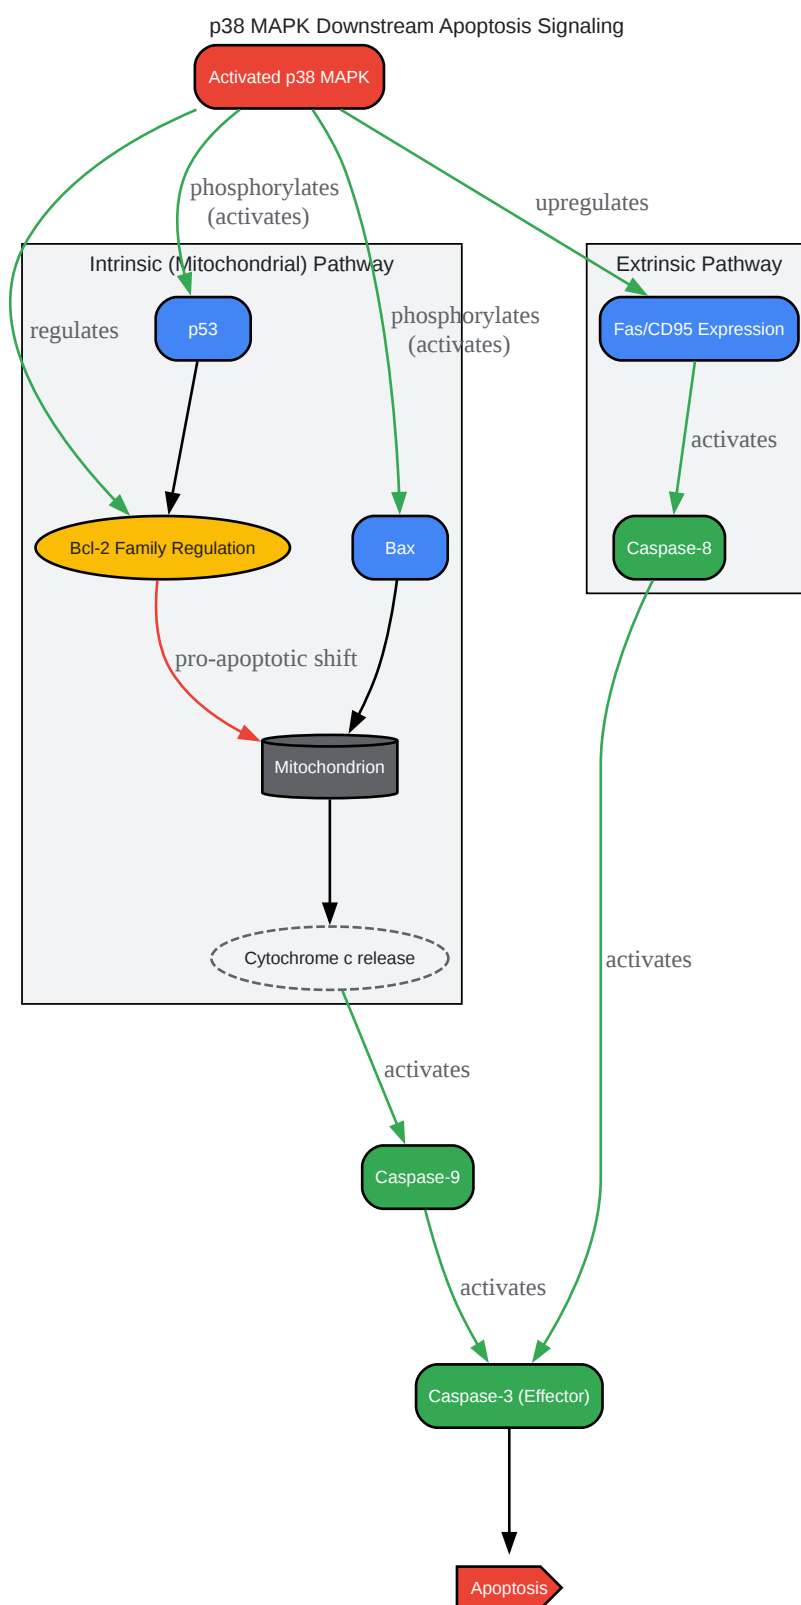 p38 MAPK Downstream Apoptosis Signaling
Activated p38 MAPK
phosphorylates
(activates)
upregulates
Intrinsic (Mitochondrial) Pathway
Extrinsic Pathway
regulates
p53
phosphorylates
(activates)
Fas/CD95 Expression
activates
Bcl-2 Family Regulation
Bax
Caspase-8
pro-apoptotic shift
Mitochondrion
Cytochrome c release
activates
activates
Caspase-9
activates
Caspase-3 (Effector)
Apoptosis